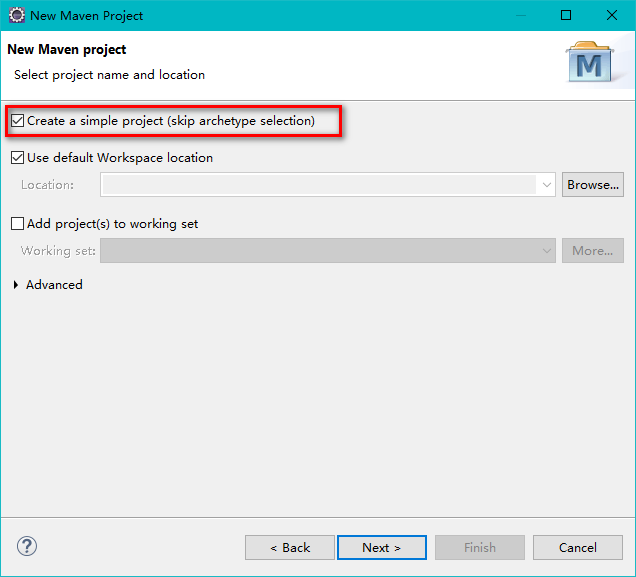 New Maven Project
New Maven project
Select project name and location
M
Create a simple project (skip archetype selection)
Use default Workspace location
Location:
Browse...
Add project(s) to working set
Working set:
More...
Advanced
?
< Back
Next >
Finish
Cancel